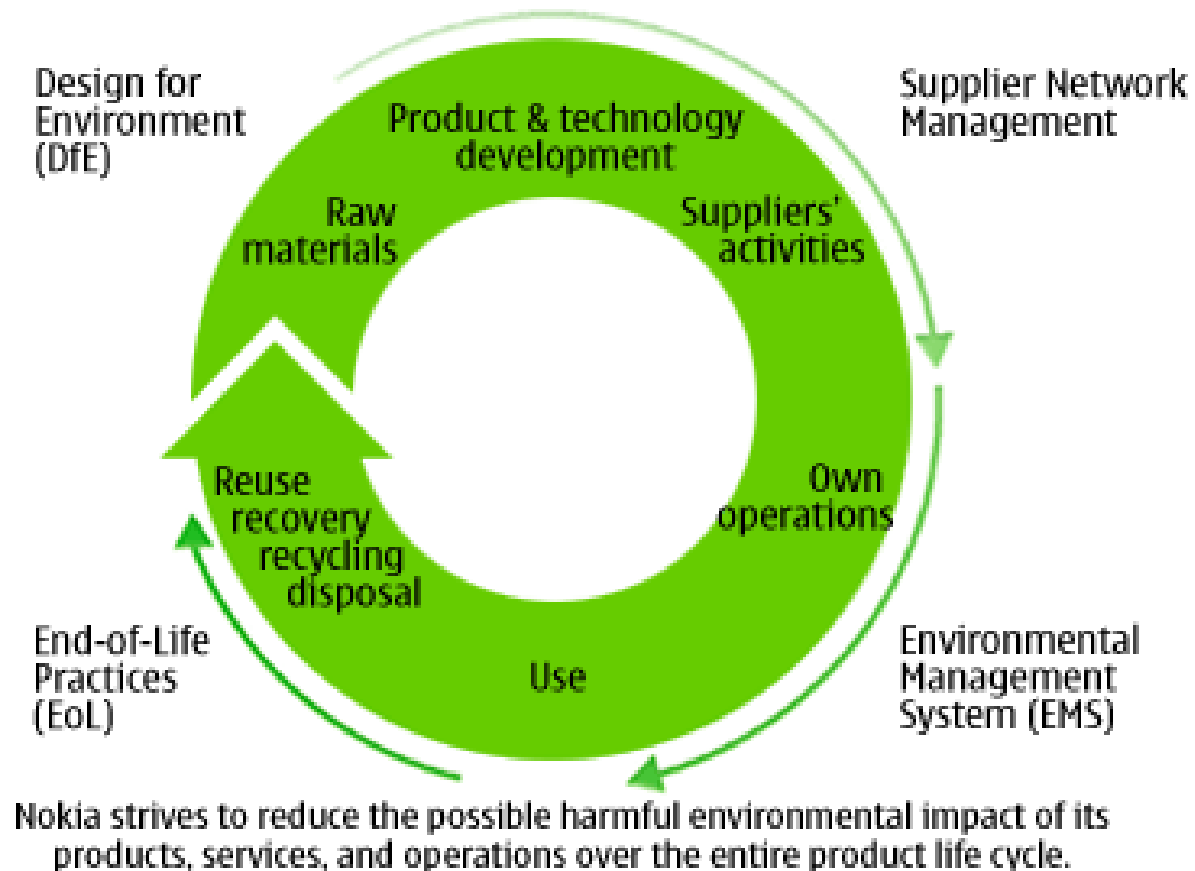 Design for
Environment
(DfE)
Supplier Network
Management
Product & technology
development
Raw
materials
Suppliers'
activities
Own
operations
Reuse
recovery
recycling
disposal
Use
End-of-Life
Practices
(EoL)
Environmental
Management
System (EMS)
Nokia strives to reduce the possible harmful environmental impact of its
products, services, and operations over the entire product life cycle.